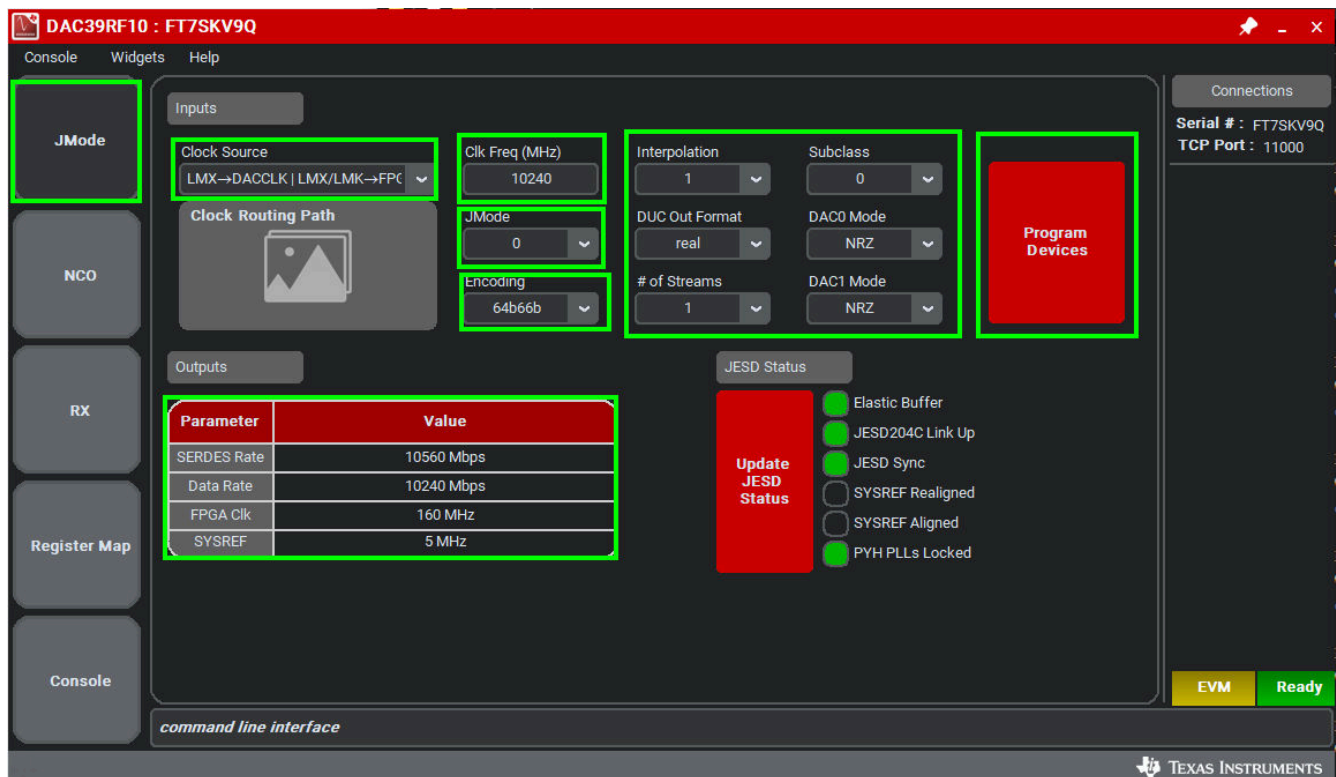 DAC39RF10 : FT7SKV9Q
Console Widgets Help
JMode
NCO
RX
Register Map
Console
Inputs
Clock Source
LMX→DACCLK | LMX/LMK→FPC
Clock Routing Path
Clk Freq (MHz)
10240
JMode
0
Encoding
64b66b
Interpolation
1
DUC Out Format
real
# of Streams
1
Subclass
0
DAC0 Mode
NRZ
DAC1 Mode
NRZ
Program
Devices
Outputs
Parameter Value
SERDES Rate 10560 Mbps
Data Rate 10240 Mbps
FPGA Clk 160 MHz
SYSREF 5 MHz
JESD Status
Update
JESD
Status
Elastic Buffer
JESD204C Link Up
JESD Sync
SYSREF Realigned
SYSREF Aligned
PYH PLLs Locked
Connections
Serial # : FT7SKV9Q
TCP Port : 11000
EVM Ready
command line interface
TEXAS INSTRUMENTS